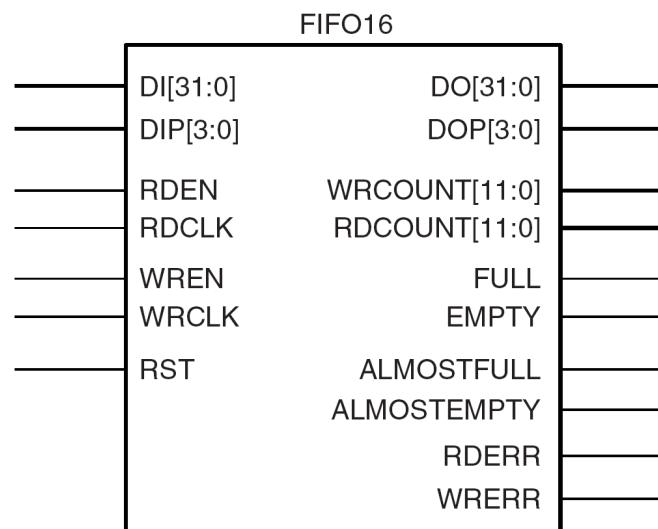 FIFO16
DI[31:0] DO[31:0]
DIP[3:0] DOP[3:0]
RDEN WRCOUNT[11:0]
RDCLK RDCOUNT[11:0]
WREN FULL
WRCLK EMPTY
RST ALMOSTFULL
ALMOSTEMPTY
RDERR
WRERR